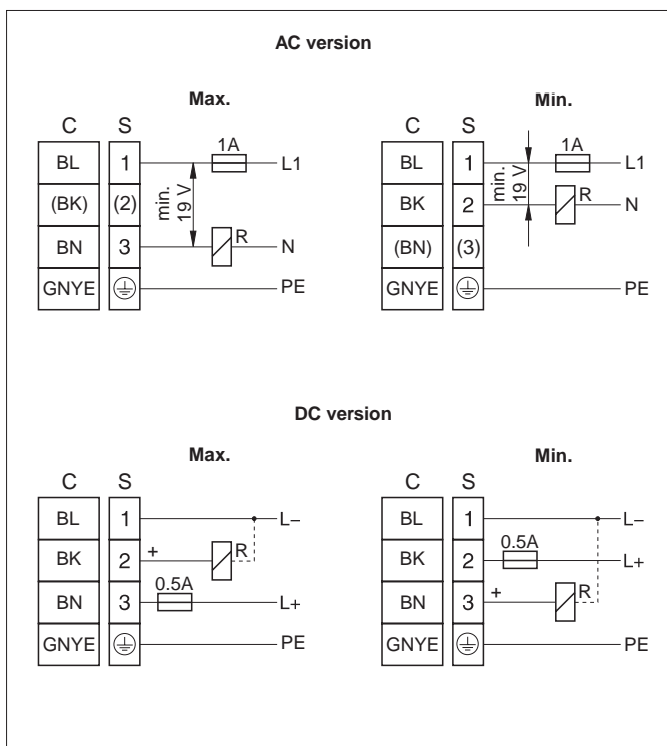 AC version
Max.
C S
BL 1 1A L1
(BK) (2) min. 19 V
BN 3 R N
GNYE PE
Min.
C S
BL 1 1A L1
BK 2 min. 19 V R N
(BN) (3)
GNYE PE
DC version
Max.
C S
BL 1 L–
BK 2 + R
BN 3 0.5A L+
GNYE PE
Min.
C S
BL 1 L–
BK 2 0.5A L+
BN 3 + R
GNYE PE